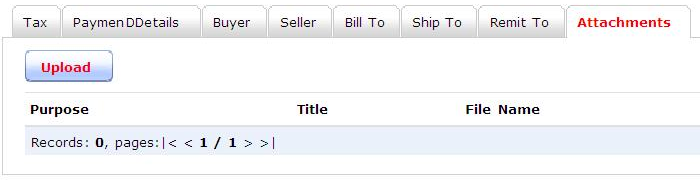 Tax PaymenDDetails Buyer Seller Bill To Ship To Remit To Attachments
Upload
Purpose Title File Name
Records: 0, pages:|< < 1 / 1 > >|